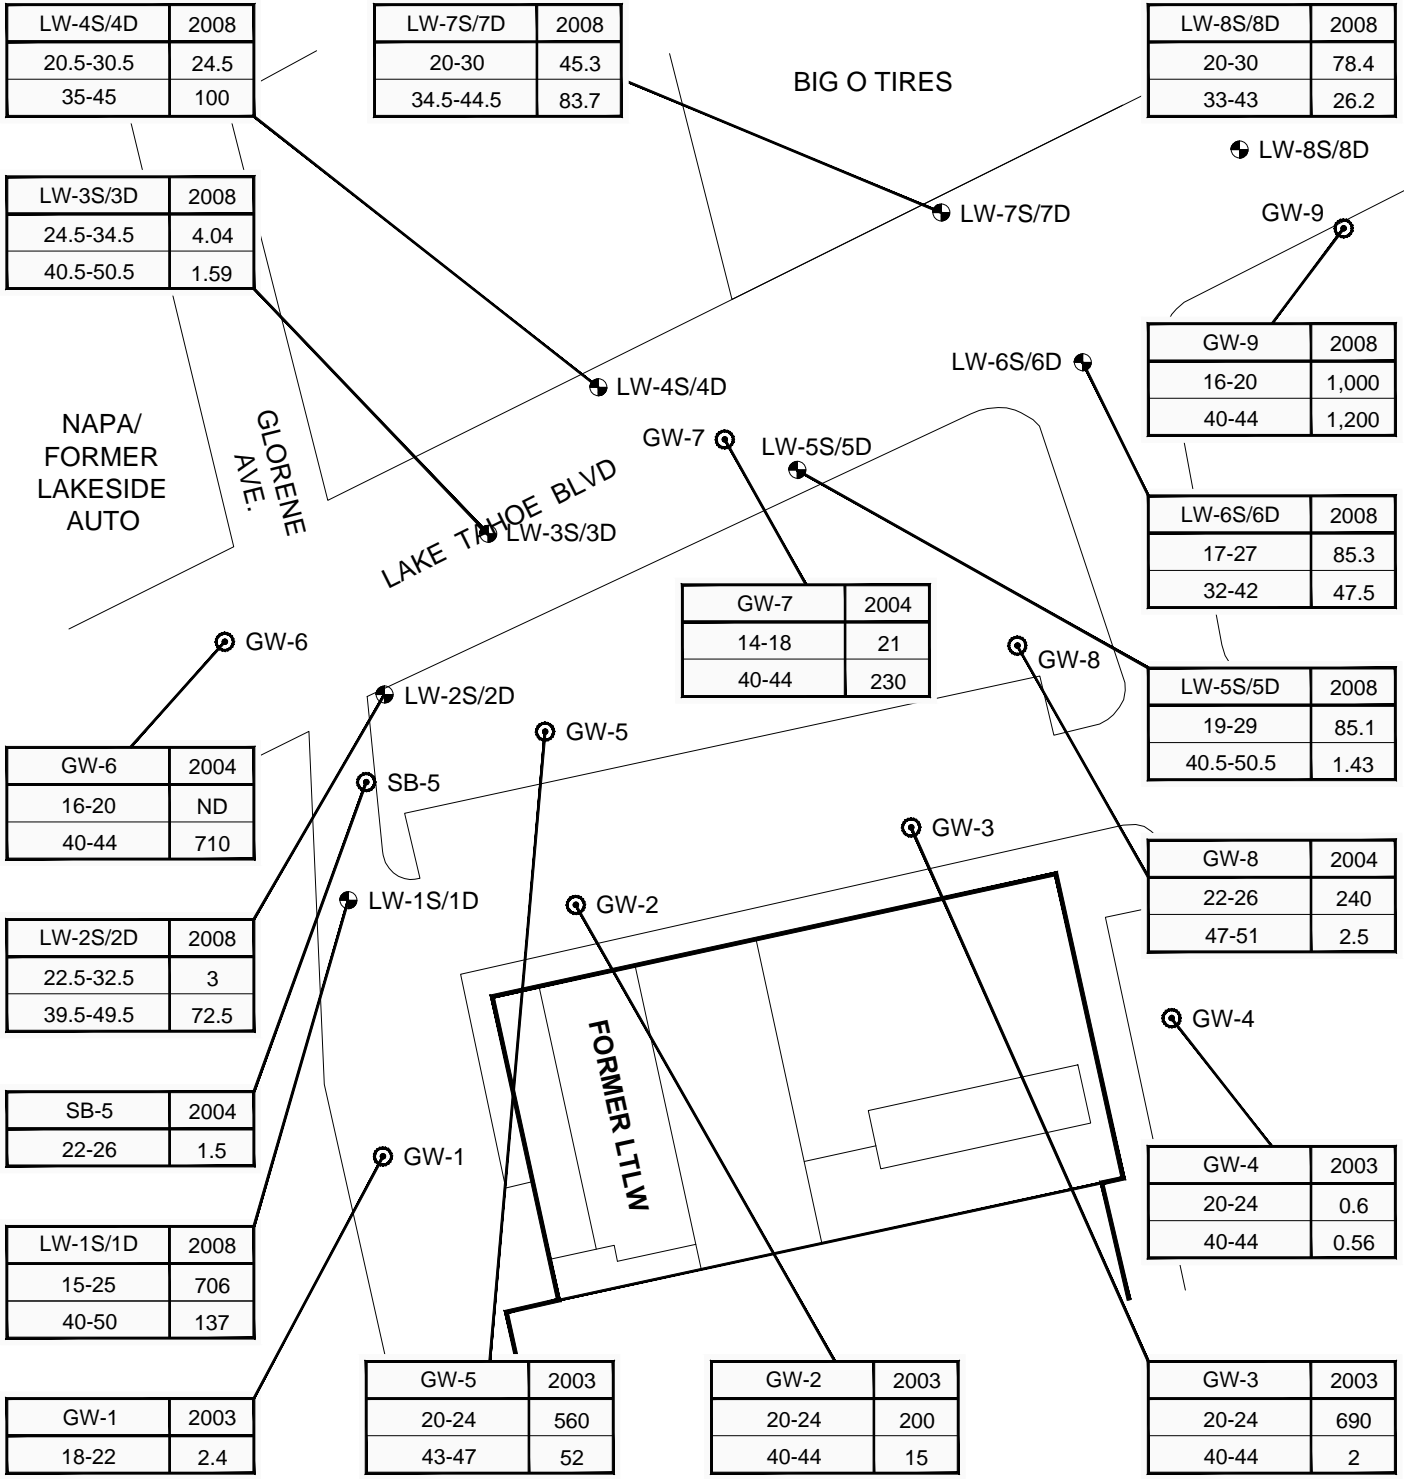 LW-4S/4D 2008
20.5-30.5 24.5
35-45 100
LW-7S/7D 2008
20-30 45.3
34.5-44.5 83.7
BIG O TIRES
LW-8S/8D 2008
20-30 78.4
33-43 26.2
LW-8S/8D
LW-3S/3D 2008
24.5-34.5 4.04
40.5-50.5 1.59
LW-7S/7D
GW-9
GW-9 2008
16-20 1,000
40-44 1,200
LW-6S/6D
LW-4S/4D
NAPA/
FORMER
LAKESIDE
AUTO
GLORENE
AVE.
GW-7
LW-5S/5D
LAKE TAHOE BLVD
LW-3S/3D
LW-6S/6D 2008
17-27 85.3
32-42 47.5
GW-7 2004
14-18 21
40-44 230
GW-6
GW-8
LW-2S/2D
LW-5S/5D 2008
19-29 85.1
40.5-50.5 1.43
GW-5
GW-6 2004
16-20 ND
40-44 710
SB-5
GW-3
GW-8 2004
22-26 240
47-51 2.5
LW-1S/1D
GW-2
LW-2S/2D 2008
22.5-32.5 3
39.5-49.5 72.5
GW-4
FORMER LTLW
SB-5 2004
22-26 1.5
GW-1
GW-4 2003
20-24 0.6
40-44 0.56
LW-1S/1D 2008
15-25 706
40-50 137
GW-1 2003
18-22 2.4
GW-5 2003
20-24 560
43-47 52
GW-2 2003
20-24 200
40-44 15
GW-3 2003
20-24 690
40-44 2